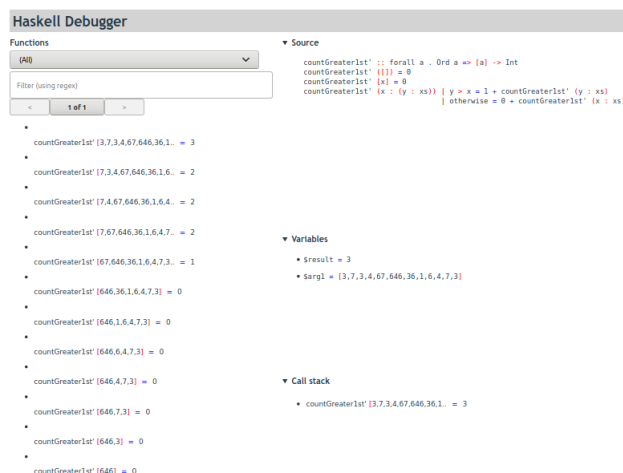 Haskell Debugger
Functions
(All)
Filter (using regex)
< 1 of 1 >
countGreater1st' [3,7,3,4,67,646,36,1.. = 3
countGreater1st' [7,3,4,67,646,36,1,6.. = 2
countGreater1st' [7,4,67,646,36,1,6,4.. = 2
countGreater1st' [7,67,646,36,1,6,4,7.. = 2
countGreater1st' [67,646,36,1,6,4,7,3.. = 1
countGreater1st' [646,36,1,6,4,7,3] = 0
countGreater1st' [646,1,6,4,7,3] = 0
countGreater1st' [646,6,4,7,3] = 0
countGreater1st' [646,4,7,3] = 0
countGreater1st' [646,7,3] = 0
countGreater1st' [646,3] = 0
countGreater1st' [646] = 0
▼ Source
countGreater1st' :: forall a . Ord a => [a] -> Int
countGreater1st' ([]) = 0
countGreater1st' [x] = 0
countGreater1st' (x : (y : xs)) | y > x = 1 + countGreater1st' (y : xs)
| otherwise = 0 + countGreater1st' (x : xs
▼ Variables
• $result = 3
• $arg1 = [3,7,3,4,67,646,36,1,6,4,7,3]
▼ Call stack
• countGreater1st' [3,7,3,4,67,646,36,1.. = 3